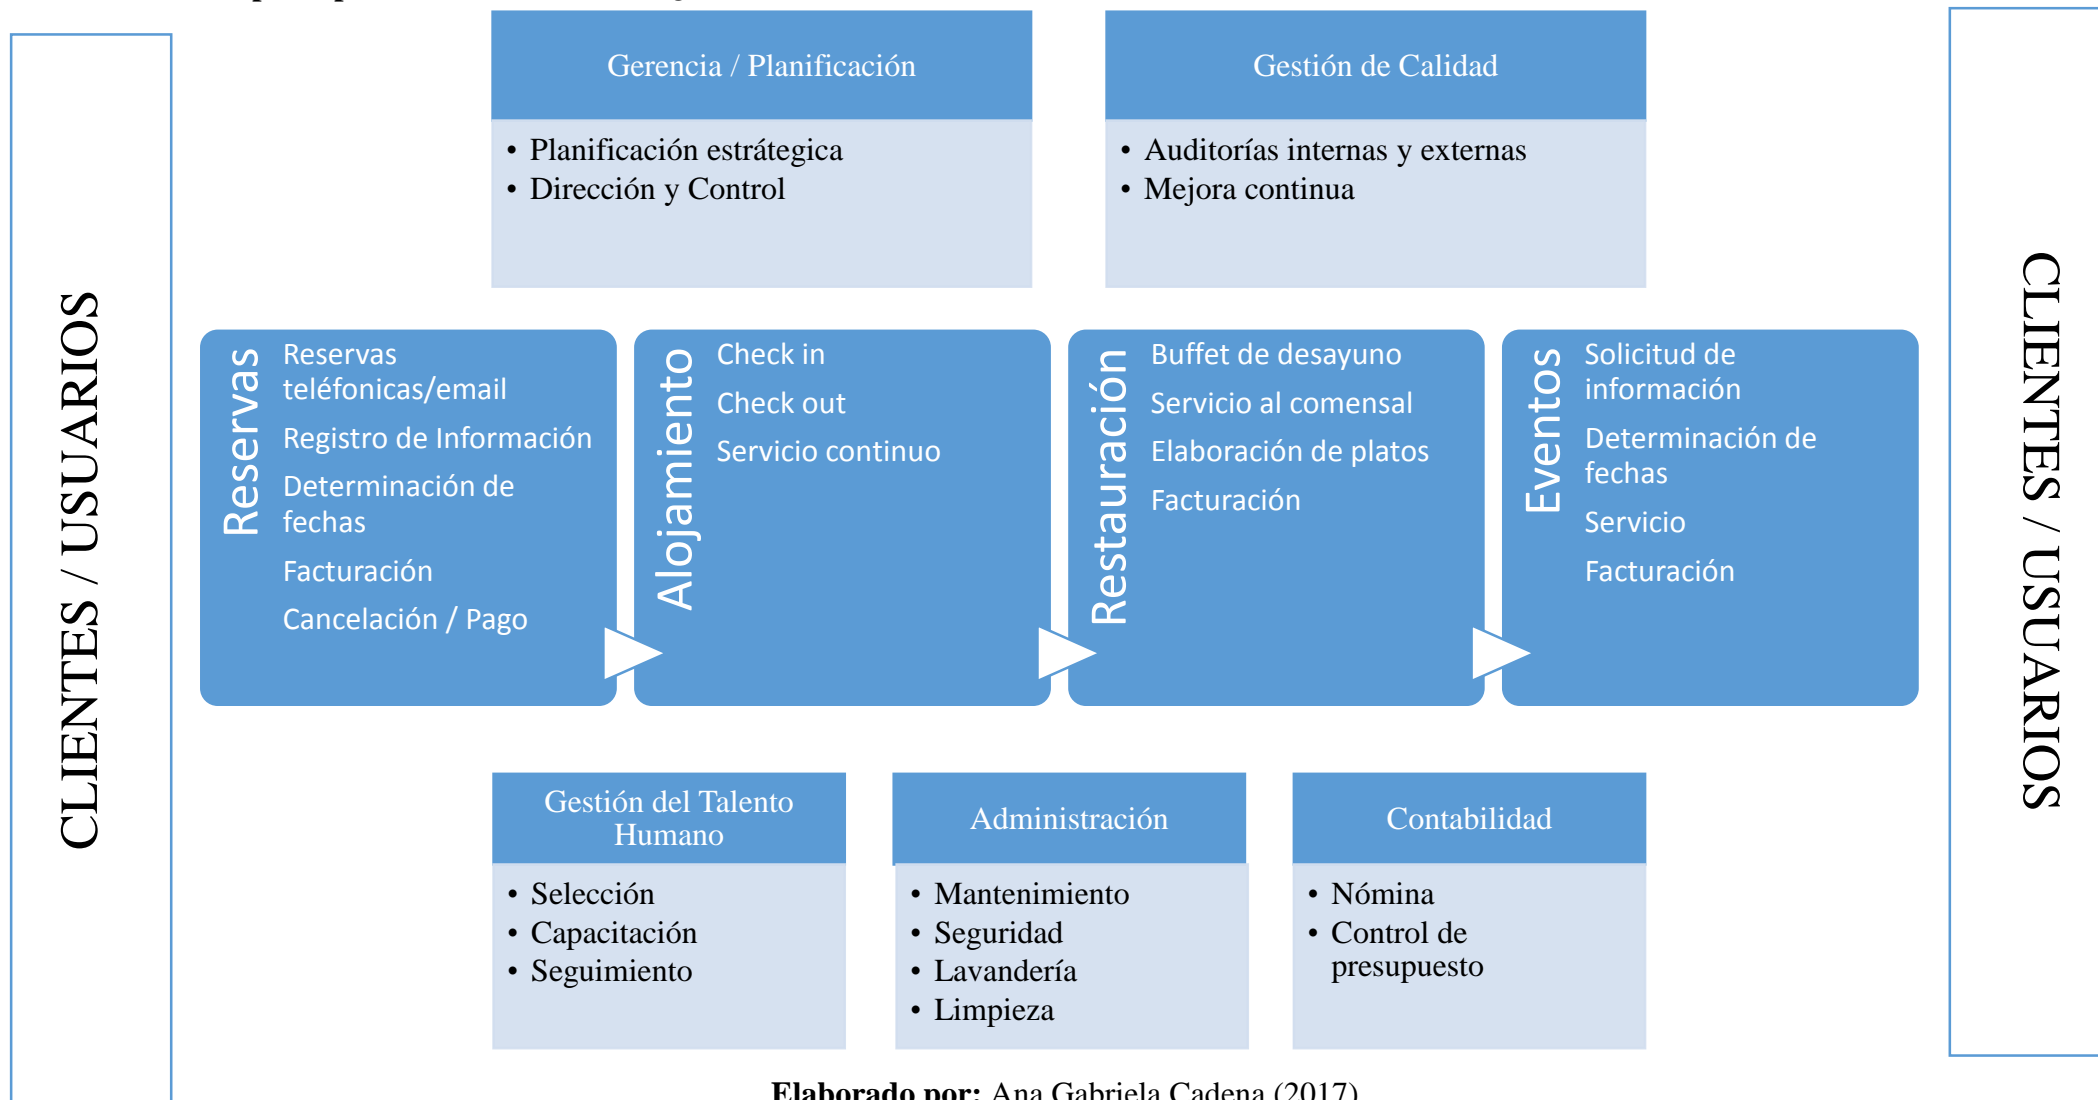 CLIENTES / USUARIOS
Gerencia / Planificación
• Planificación estrátegica
• Dirección y Control
Gestión de Calidad
• Auditorías internas y externas
• Mejora continua
Reservas
Reservas
teléfonicas/email
Registro de Información
Determinación de
fechas
Facturación
Cancelación / Pago
Alojamiento
Check in
Check out
Servicio continuo
Restauración
Buffet de desayuno
Servicio al comensal
Elaboración de platos
Facturación
Eventos
Solicitud de
información
Determinación de
fechas
Servicio
Facturación
Gestión del Talento
Humano
• Selección
• Capacitación
• Seguimiento
Administración
• Mantenimiento
• Seguridad
• Lavandería
• Limpieza
Contabilidad
• Nómina
• Control de
presupuesto
CLIENTES / USUARIOS
Elaborado por: Ana Gabriela Cadena (2017)